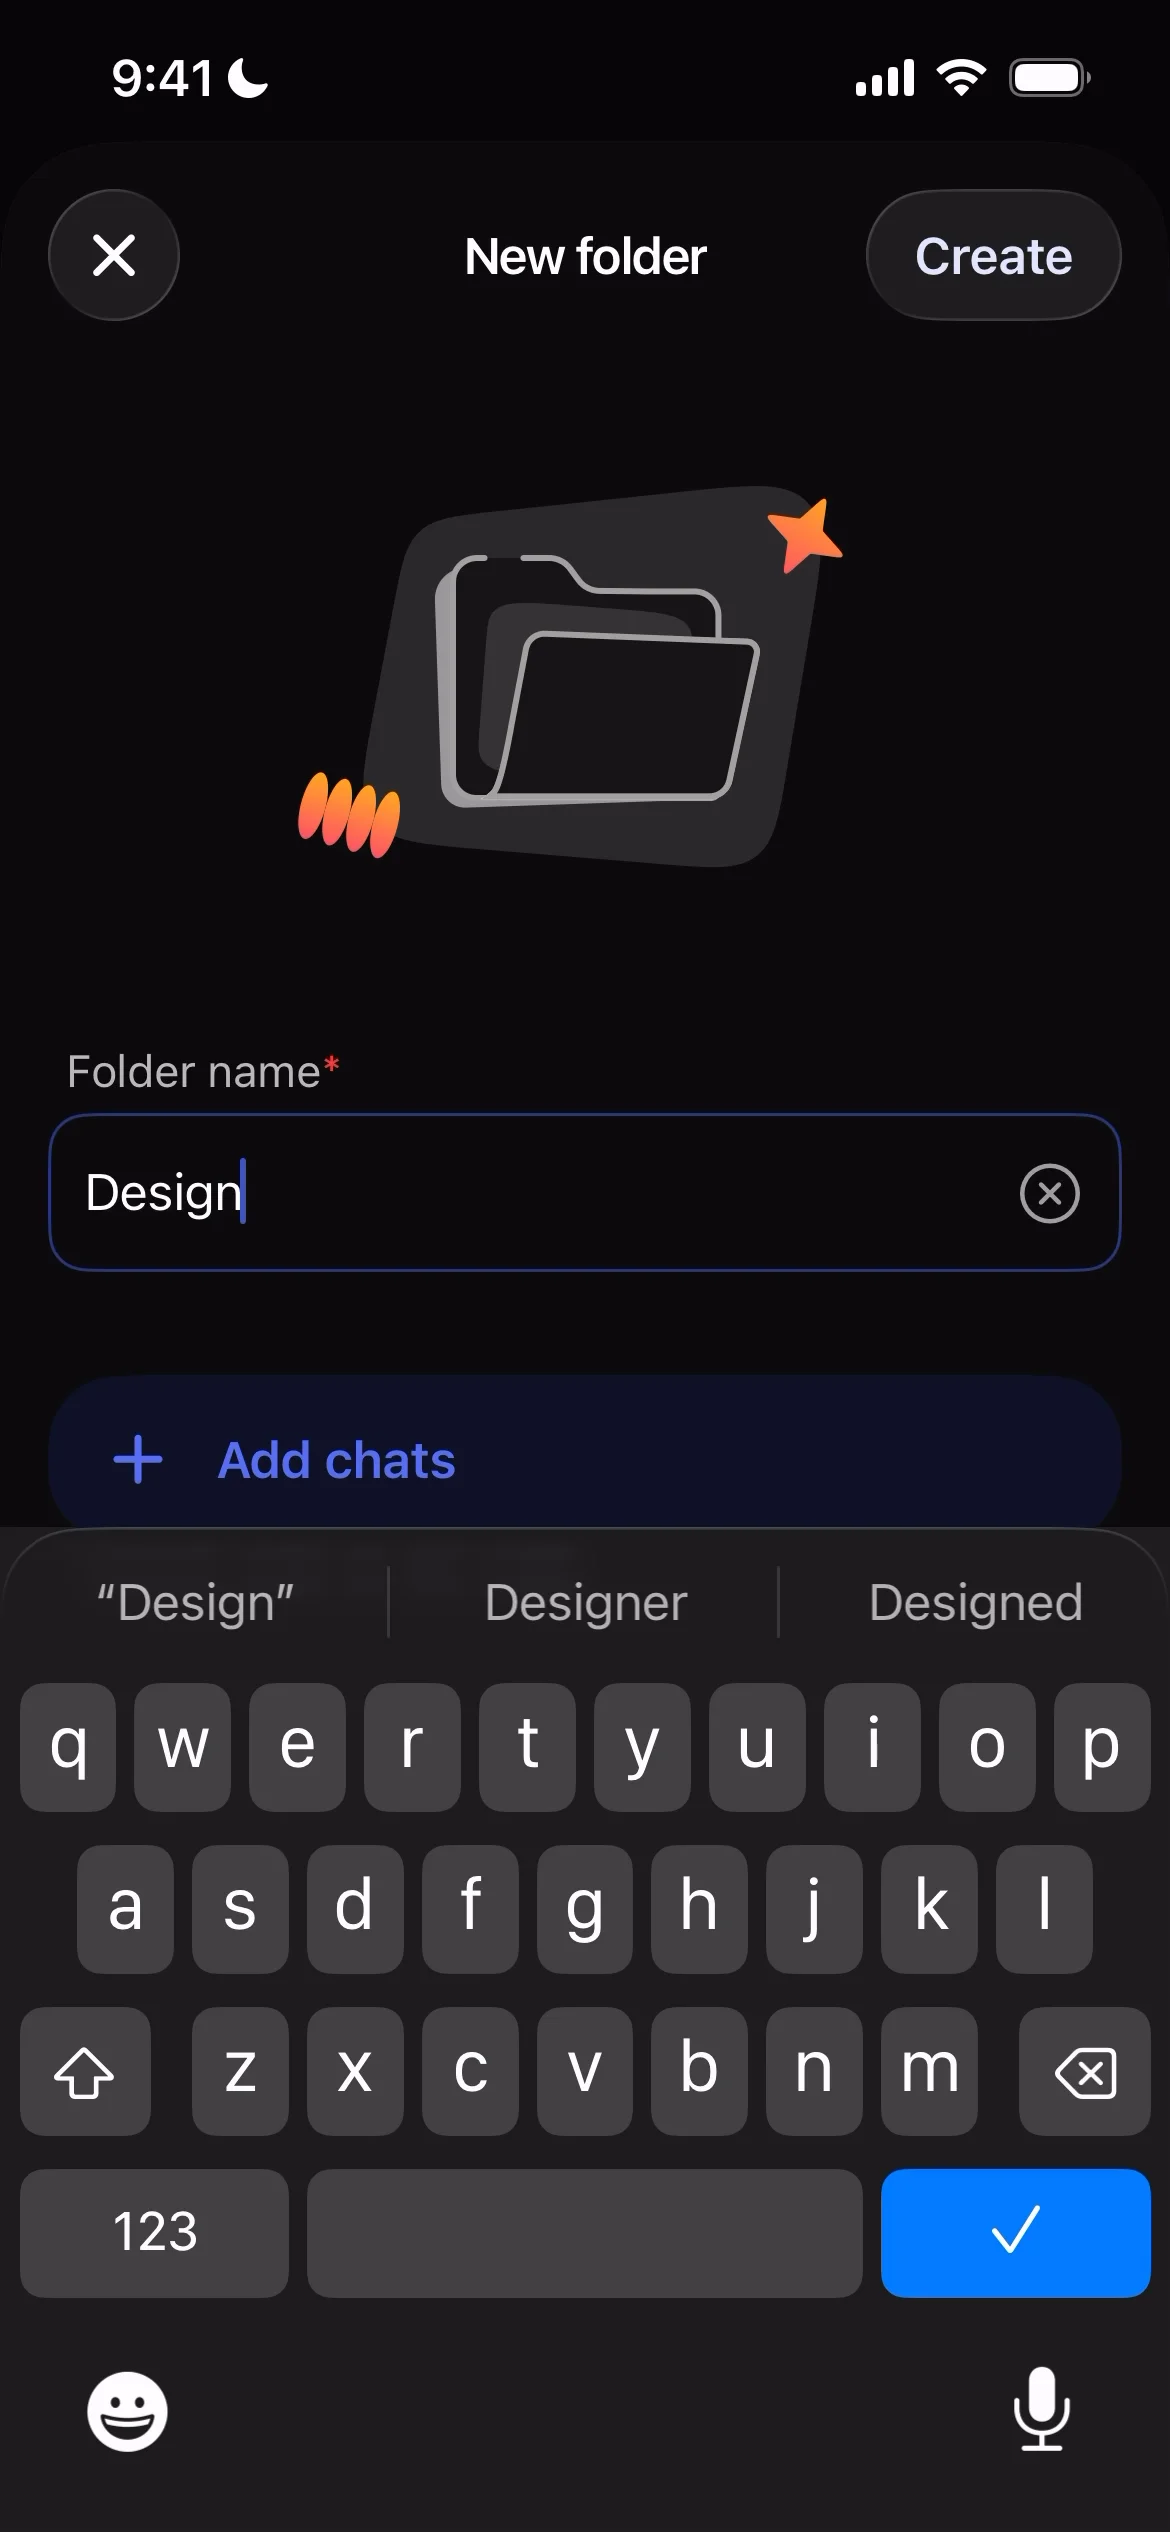 9:41
New folder
Create
Folder name*
Design
Add chats
“Design”
Designer
Designed
q w e r t y u i o p
a s d f g h j k l
z x c v b n m
123